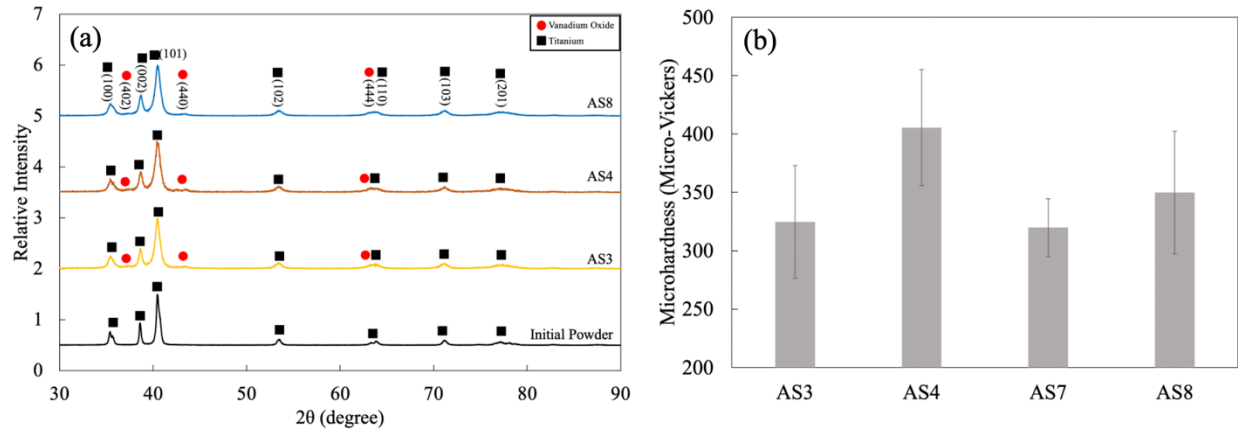 (a)
Vanadium Oxide
Titanium
7
6
5
4
3
2
1
0
Relative Intensity
(100)
(402)
(002)
(101)
(440)
(102)
(444)
(110)
(103)
(201)
AS8
AS4
AS3
Initial Powder
30 40 50 60 70 80 90
2θ (degree)
(b)
500
450
400
350
300
250
200
Microhardness (Micro-Vickers)
AS3 AS4 AS7 AS8